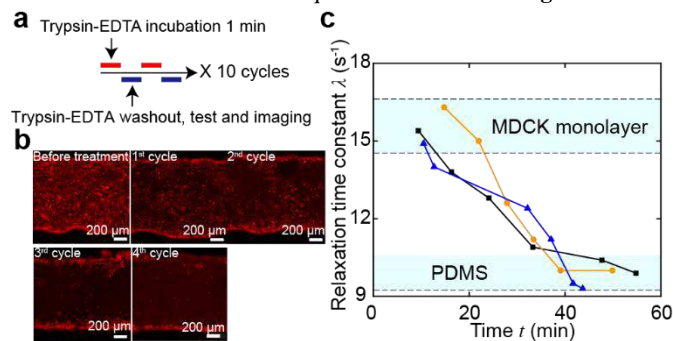 a
Trypsin-EDTA incubation 1 min
X 10 cycles
Trypsin-EDTA washout, test and imaging
b
Before treatment 1st cycle 2nd cycle
200 μm 200 μm 200 μm
3rd cycle 4th cycle
200 μm 200 μm
c
Relaxation time constant λ (s⁻¹)
18
15
12
9
MDCK monolayer
PDMS
0 20 40 60
Time t (min)